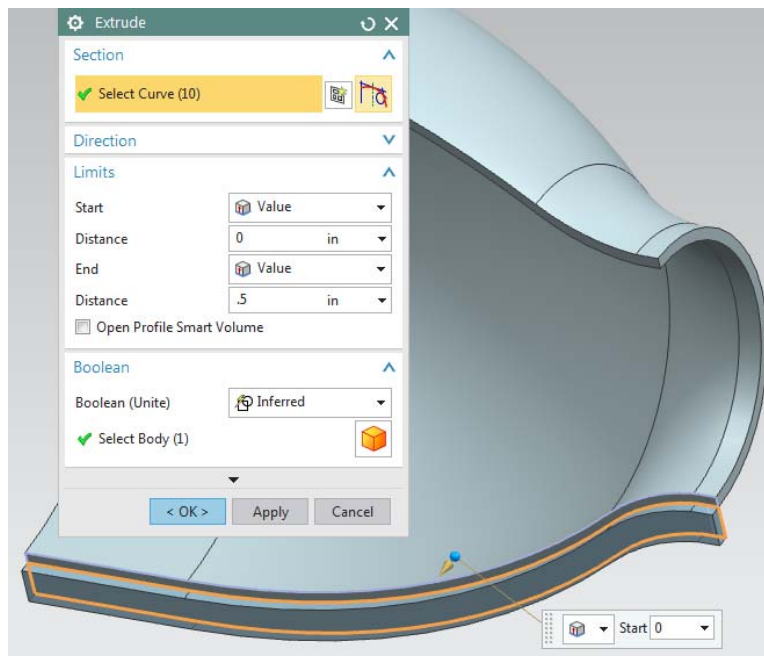 Extrude
Section
Select Curve (10)
Direction
Limits
Start Value
Distance 0 in
End Value
Distance .5 in
Open Profile Smart Volume
Boolean
Boolean (Unite) Inferred
Select Body (1)
< OK > Apply Cancel
Start 0